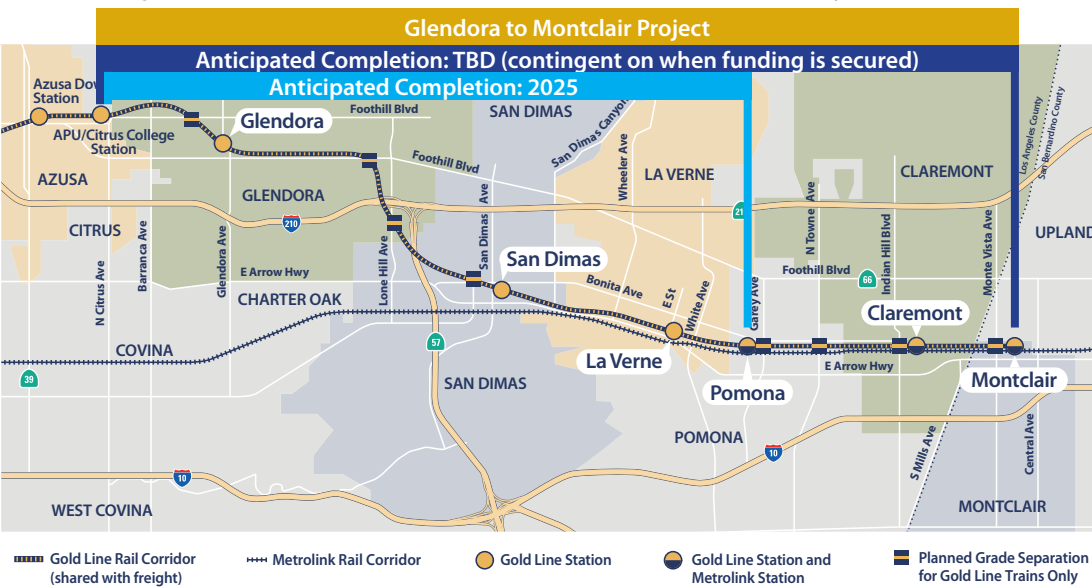 Glendora to Montclair Project
Anticipated Completion: TBD (contingent on when funding is secured)
Anticipated Completion: 2025
Azusa Dow
Station
APU/Citrus College
Station
Glendora
Foothill Blvd
SAN DIMAS
San Dimas Canyon
Foothill Blvd
Wheeler Ave
LA VERNE
CLAREMONT
Los Angeles County
San Bernardino County
AZUSA
GLENDORA
210
21
CITRUS
UPLAND
N Citrus Ave
Barranca Ave
Glendora Ave
E Arrow Hwy
Lone Hill Ave
San Dimas Ave
San Dimas
Bonita Ave
E St
White Ave
Garey Ave
N Towne Ave
Foothill Blvd
66
Indian Hill Blvd
Monte Vista Ave
CHARTER OAK
Claremont
COVINA
57
La Verne
E Arrow Hwy
39
SAN DIMAS
Pomona
Montclair
POMONA
10
10
S Mills Ave
Central Ave
WEST COVINA
MONTCLAIR
Gold Line Rail Corridor
(shared with freight)
Metrolink Rail Corridor
Gold Line Station
Gold Line Station and
Metrolink Station
Planned Grade Separation
for Gold Line Trains Only